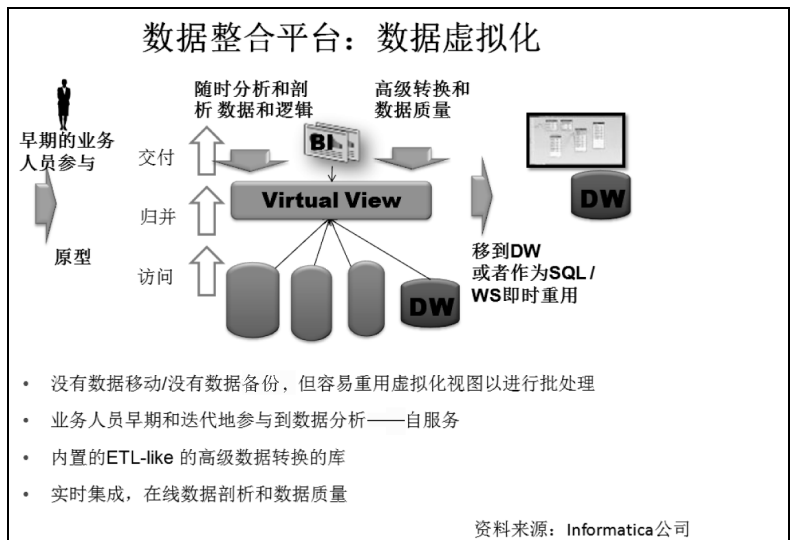 数据整合平台：数据虚拟化
随时分析和剖
析 数据和逻辑
高级转换和
数据质量
早期的业务
人员参与
交付
BI
归并
Virtual View
DW
原型
访问
DW
移到DW
或者作为SQL /
WS即时重用
• 没有数据移动/没有数据备份，但容易重用虚拟化视图以进行批处理
• 业务人员早期和迭代地参与到数据分析——自服务
• 内置的ETL-like 的高级数据转换的库
• 实时集成，在线数据剖析和数据质量
资料来源：Informatica公司